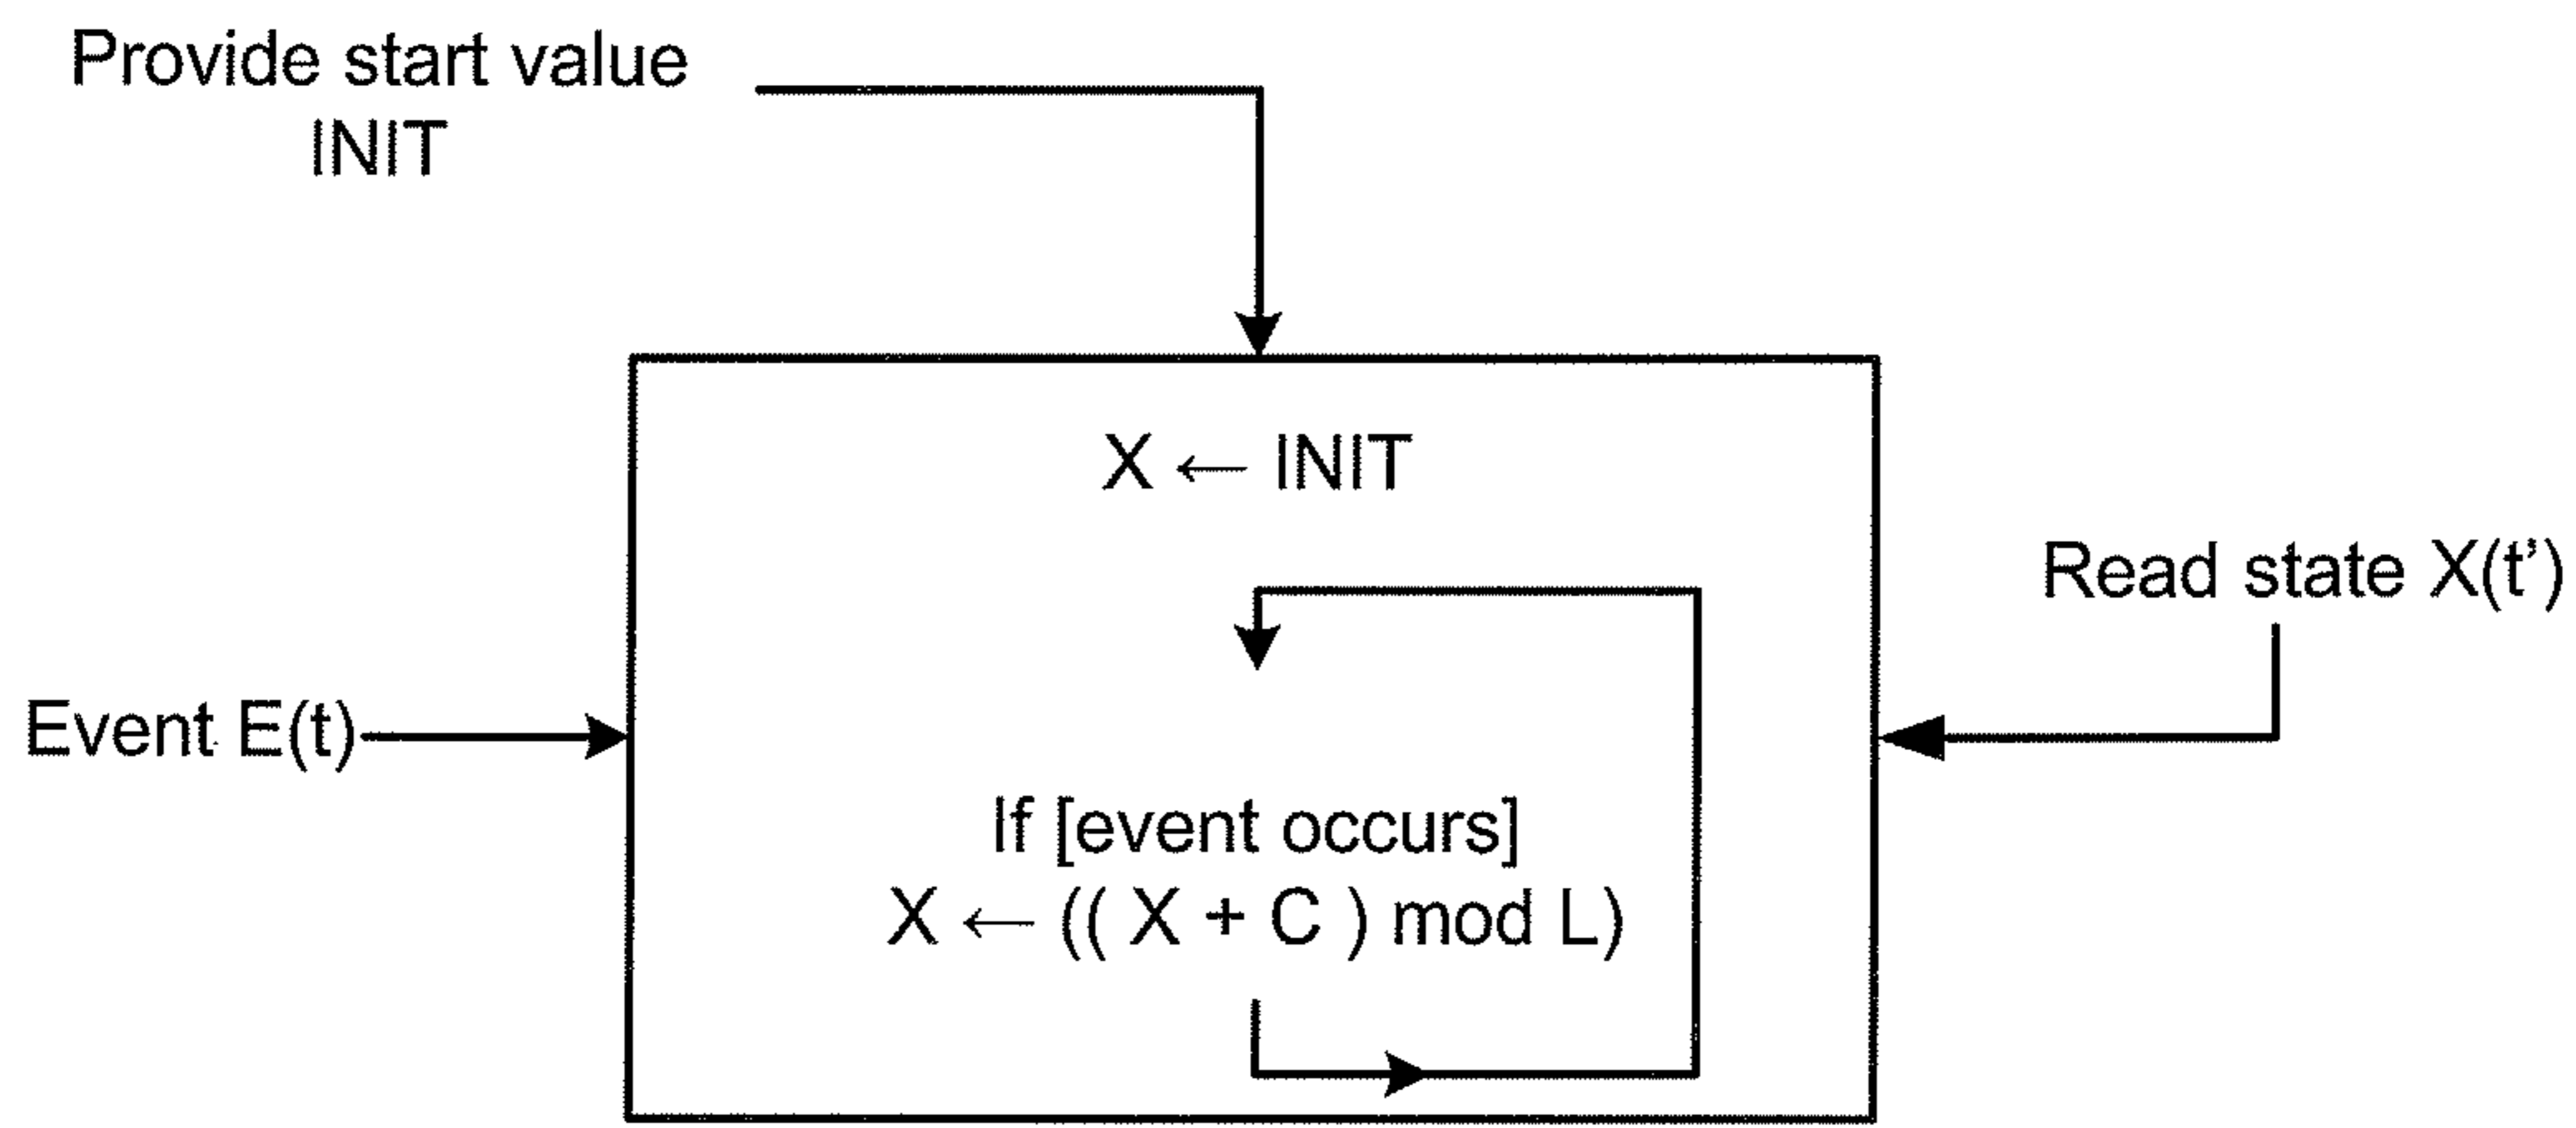 Provide start value
INIT
X ← INIT
Read state X(t’)
Event E(t)
If [event occurs]
X ← (( X + C ) mod L)